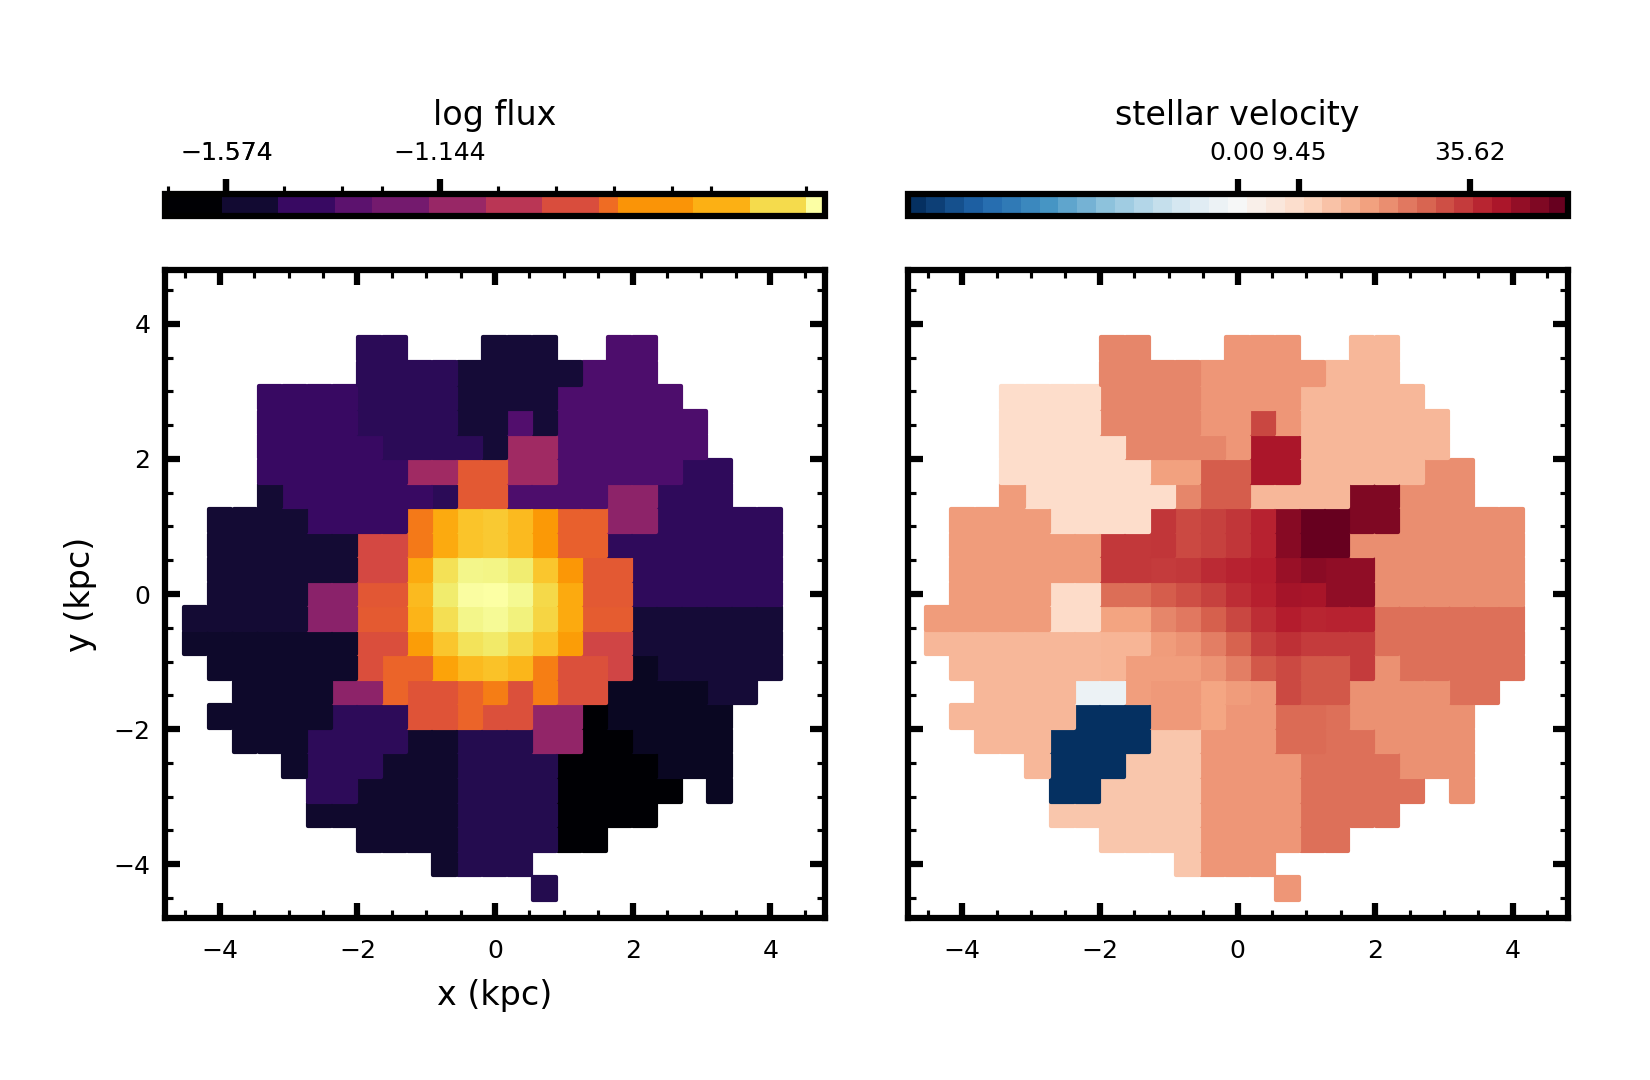 log flux
−1.574 −1.144
stellar velocity
0.00 9.45 35.62
4
2
0
−2
−4
y (kpc)
−4 −2 0 2 4
x (kpc)
−4 −2 0 2 4